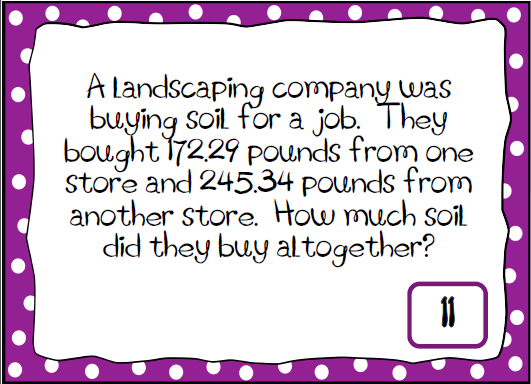 A Landscaping company was
buying soil for a job. They
bought 172.29 pounds from one
store and 245.34 pounds from
another store. How much soil
did they buy altogether?
11